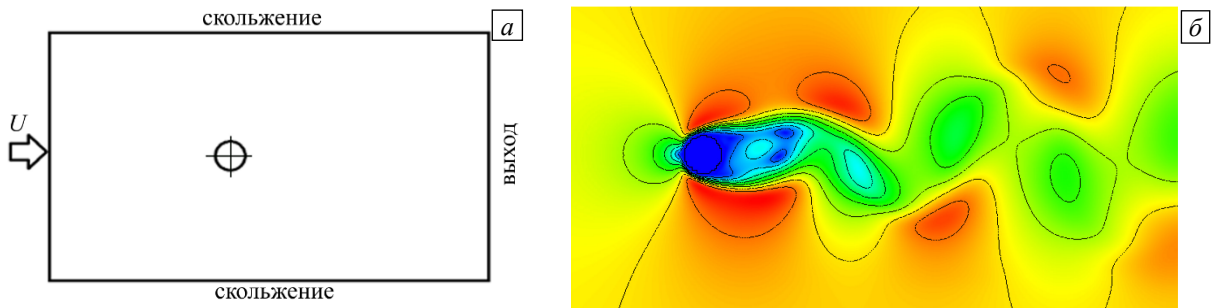 скольжение
а
б
U
выход
скольжение